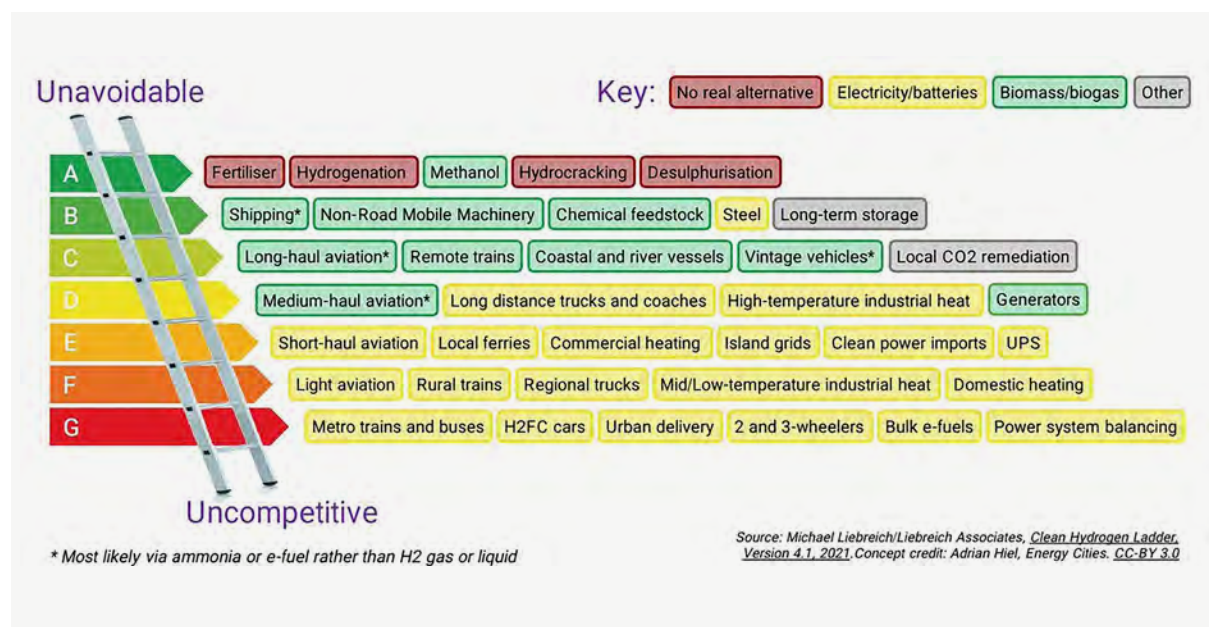 Unavoidable
Key: No real alternative Electricity/batteries Biomass/biogas Other
A Fertiliser Hydrogenation Methanol Hydrocracking Desulphurisation
B Shipping* Non-Road Mobile Machinery Chemical feedstock Steel Long-term storage
C Long-haul aviation* Remote trains Coastal and river vessels Vintage vehicles* Local CO2 remediation
D Medium-haul aviation* Long distance trucks and coaches High-temperature industrial heat Generators
E Short-haul aviation Local ferries Commercial heating Island grids Clean power imports UPS
F Light aviation Rural trains Regional trucks Mid/Low-temperature industrial heat Domestic heating
G Metro trains and buses H2FC cars Urban delivery 2 and 3-wheelers Bulk e-fuels Power system balancing
Uncompetitive
* Most likely via ammonia or e-fuel rather than H2 gas or liquid
Source: Michael Liebreich/Liebreich Associates, Clean Hydrogen Ladder,
Version 4.1, 2021.Concept credit: Adrian Hiel, Energy Cities. CC-BY 3.0